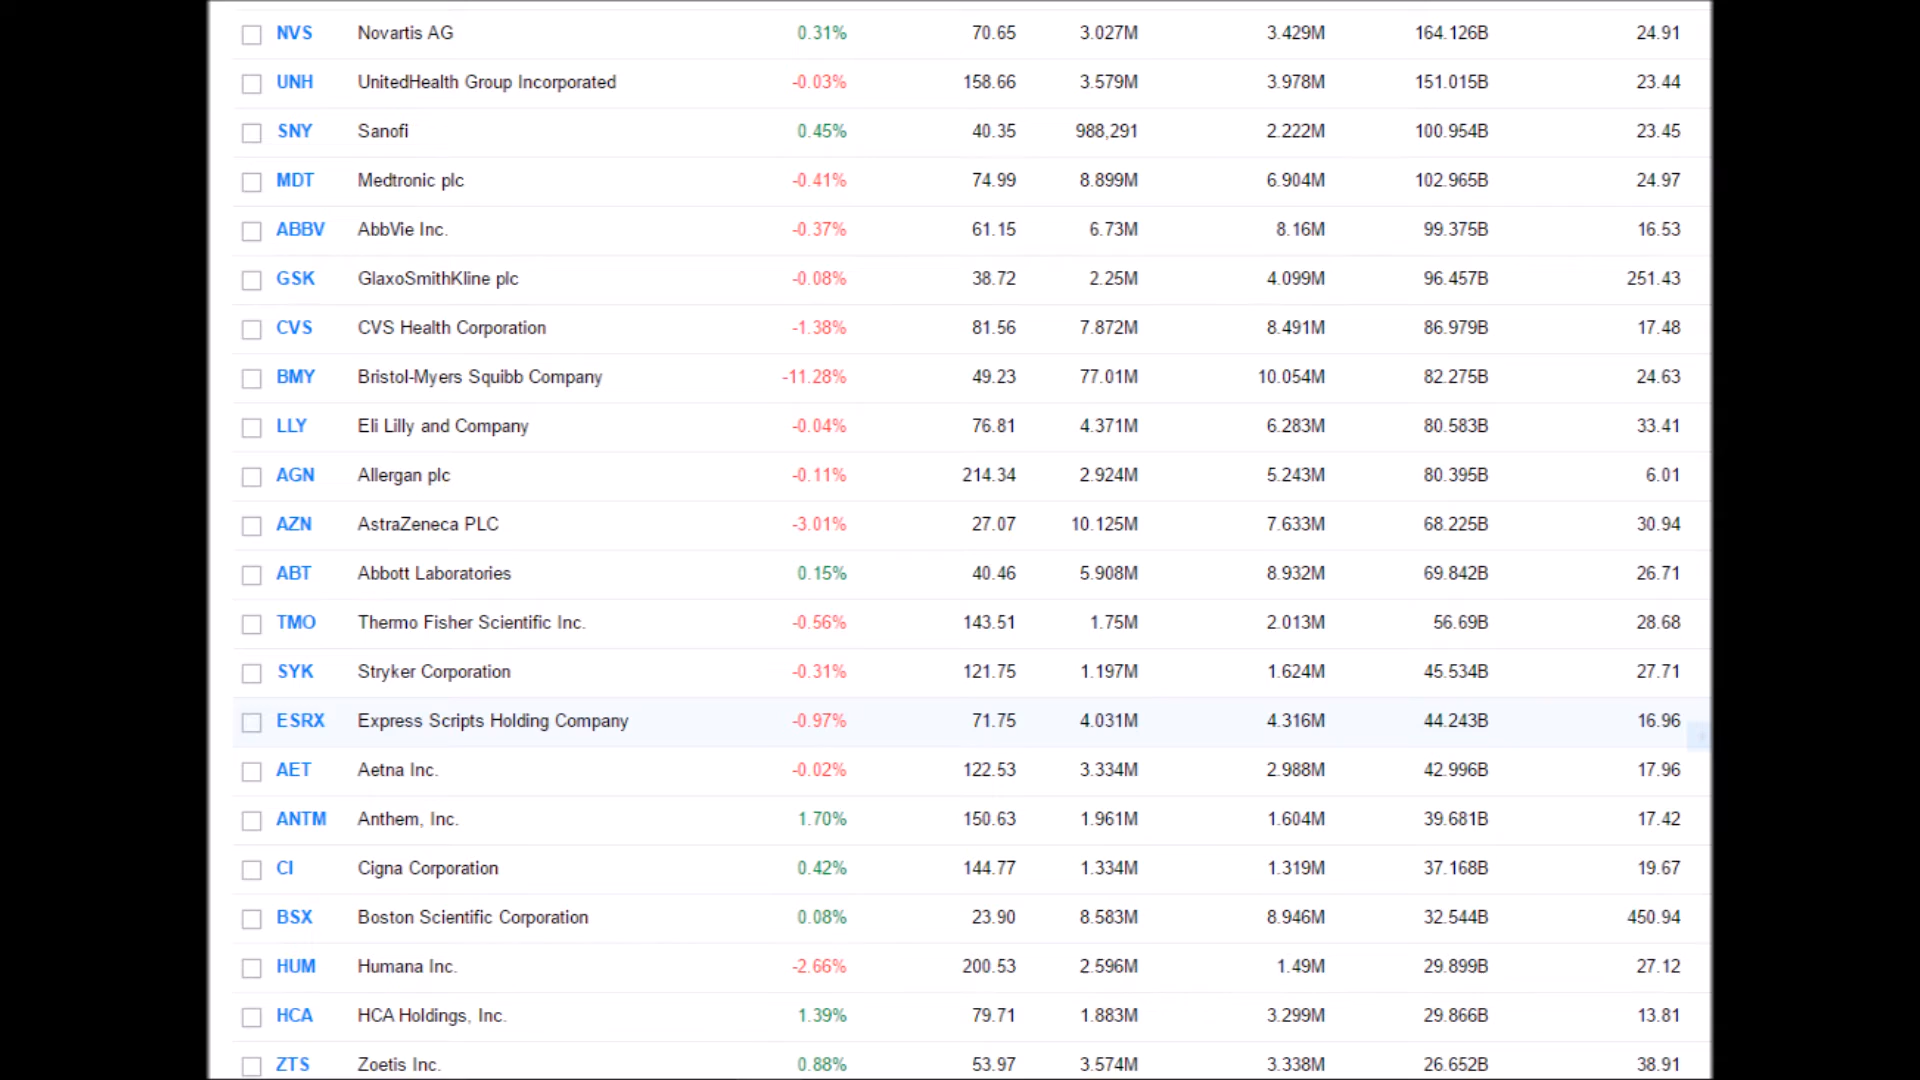 NVS Novartis AG 0.31% 70.65 3.027M 3.429M 164.126B 24.91
UNH UnitedHealth Group Incorporated -0.03% 158.66 3.579M 3.978M 151.015B 23.44
SNY Sanofi 0.45% 40.35 988,291 2.222M 100.954B 23.45
MDT Medtronic plc -0.41% 74.99 8.899M 6.904M 102.965B 24.97
ABBV AbbVie Inc. -0.37% 61.15 6.73M 8.16M 99.375B 16.53
GSK GlaxoSmithKline plc -0.08% 38.72 2.25M 4.099M 96.457B 251.43
CVS CVS Health Corporation -1.38% 81.56 7.872M 8.491M 86.979B 17.48
BMY Bristol-Myers Squibb Company -11.28% 49.23 77.01M 10.054M 82.275B 24.63
LLY Eli Lilly and Company -0.04% 76.81 4.371M 6.283M 80.583B 33.41
AGN Allergan plc -0.11% 214.34 2.924M 5.243M 80.395B 6.01
AZN AstraZeneca PLC -3.01% 27.07 10.125M 7.633M 68.225B 30.94
ABT Abbott Laboratories 0.15% 40.46 5.908M 8.932M 69.842B 26.71
TMO Thermo Fisher Scientific Inc. -0.56% 143.51 1.75M 2.013M 56.69B 28.68
SYK Stryker Corporation -0.31% 121.75 1.197M 1.624M 45.534B 27.71
ESRX Express Scripts Holding Company -0.97% 71.75 4.031M 4.316M 44.243B 16.96
AET Aetna Inc. -0.02% 122.53 3.334M 2.988M 42.996B 17.96
ANTM Anthem, Inc. 1.70% 150.63 1.961M 1.604M 39.681B 17.42
CI Cigna Corporation 0.42% 144.77 1.334M 1.319M 37.168B 19.67
BSX Boston Scientific Corporation 0.08% 23.90 8.583M 8.946M 32.544B 450.94
HUM Humana Inc. -2.66% 200.53 2.596M 1.49M 29.899B 27.12
HCA HCA Holdings, Inc. 1.39% 79.71 1.883M 3.299M 29.866B 13.81
ZTS Zoetis Inc. 0.88% 53.97 3.574M 3.338M 26.652B 38.91